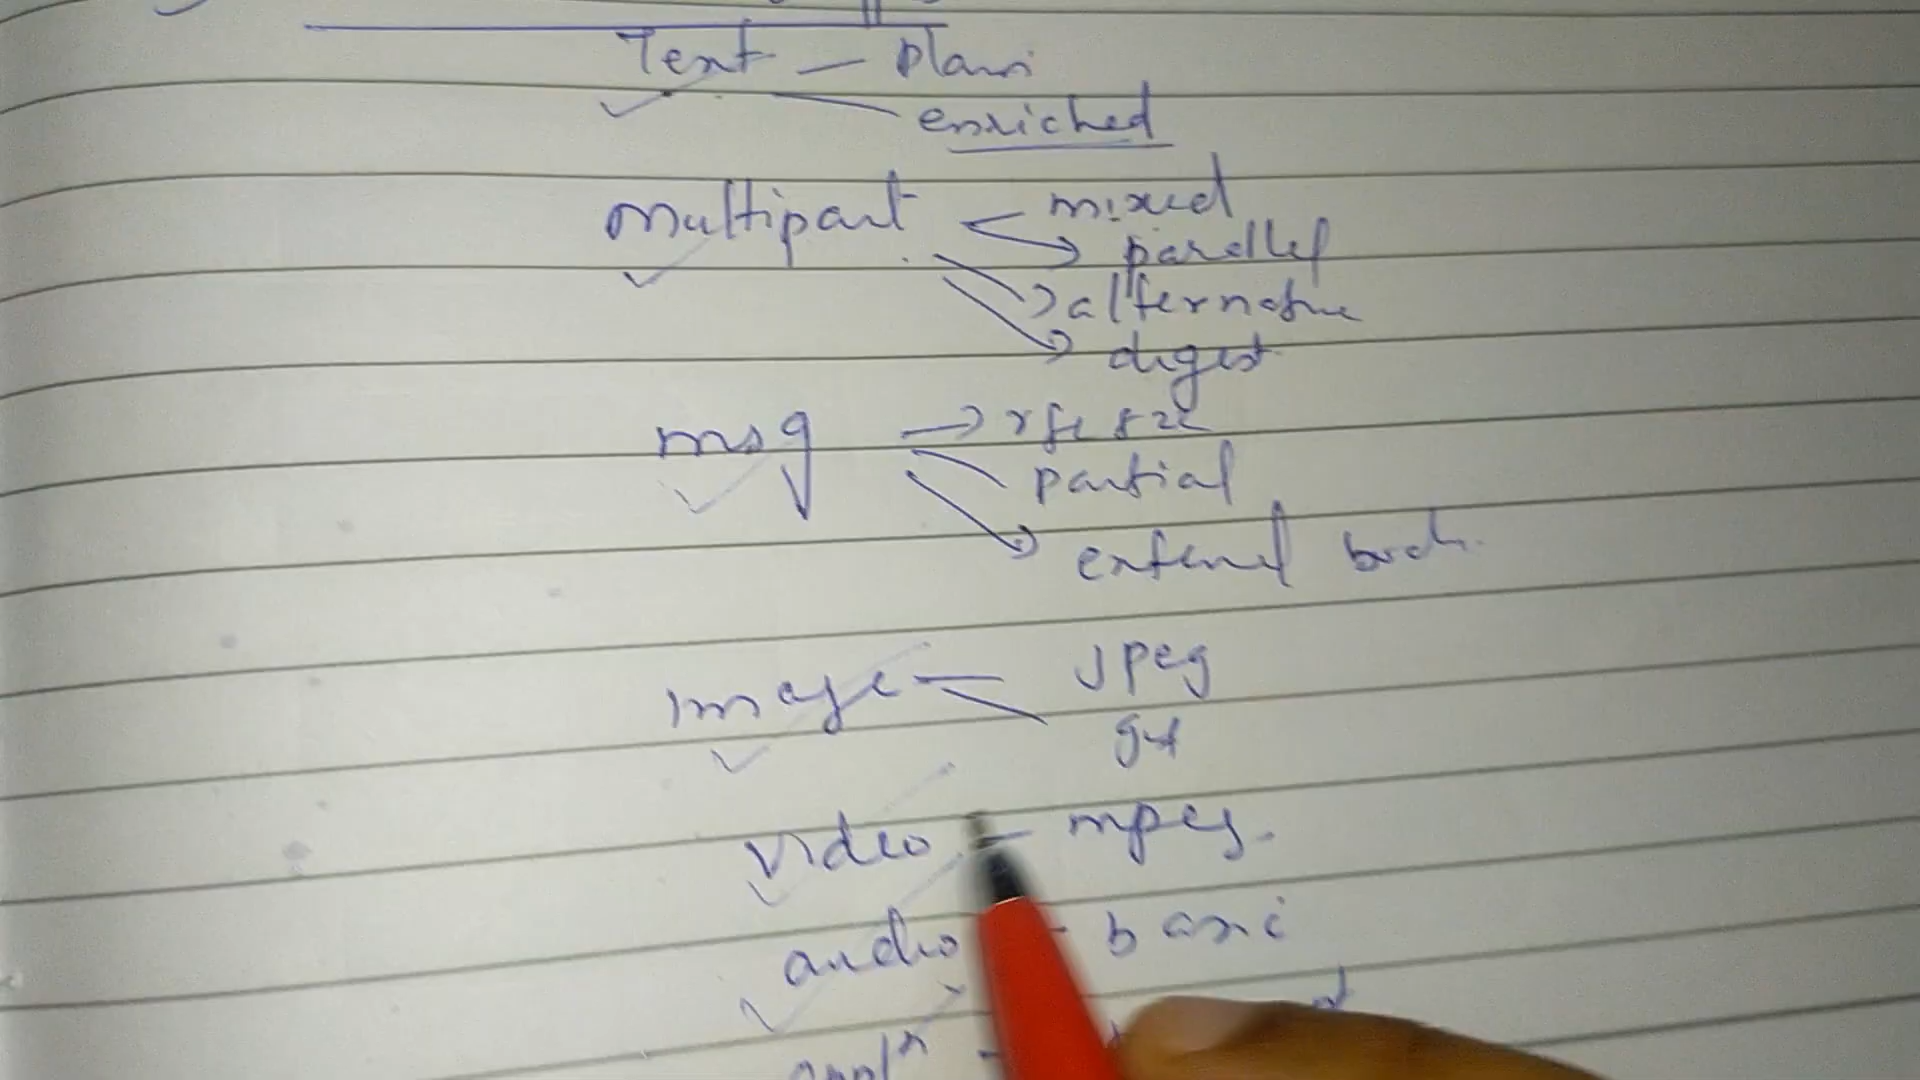 Text — Plain
enriched
Multipart mixed
parallel
alternative
digest
msg → rfc 822
partial
external body
Image — Jpeg
gif
Video — mpeg.
audio - basic
applⁿ -